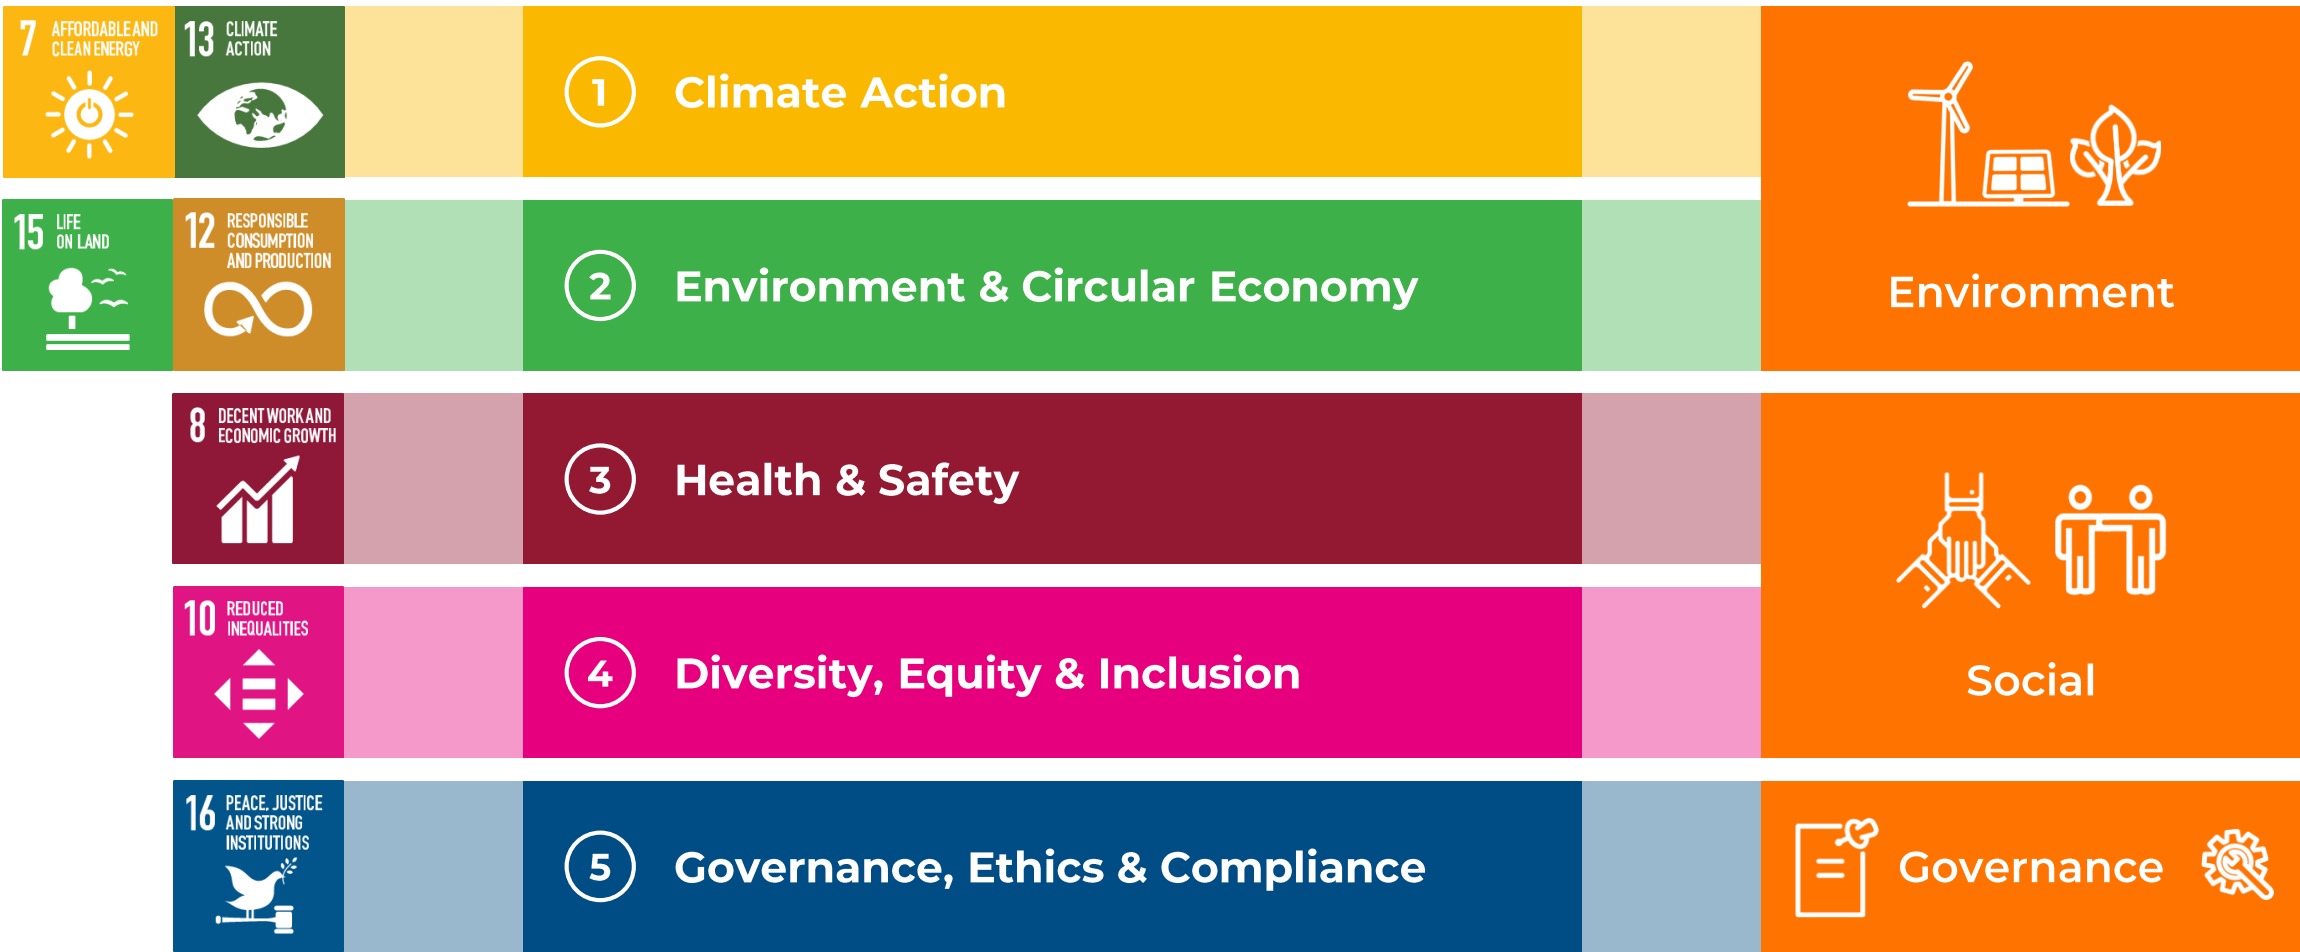 7 AFFORDABLE AND
CLEAN ENERGY
13 CLIMATE
ACTION
1 Climate Action
15 LIFE
ON LAND
12 RESPONSIBLE
CONSUMPTION
AND PRODUCTION
2 Environment & Circular Economy
Environment
8 DECENT WORK AND
ECONOMIC GROWTH
3 Health & Safety
10 REDUCED
INEQUALITIES
4 Diversity, Equity & Inclusion
Social
16 PEACE, JUSTICE
AND STRONG
INSTITUTIONS
5 Governance, Ethics & Compliance
Governance